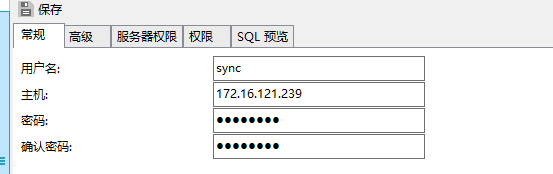 保存
常规 高级 服务器权限 权限 SQL 预览
用户名: sync
主机: 172.16.121.239
密码: ●●●●●●●●
确认密码: ●●●●●●●●